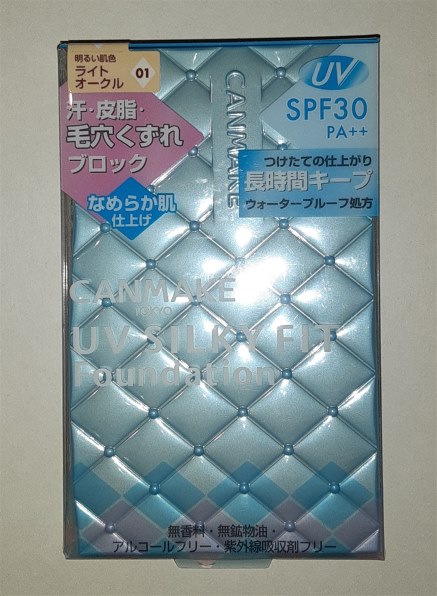 明るい肌色
ライト
オークル
01
汗・皮脂・
毛穴くずれ
ブロック
なめらか肌
仕上げ
CANMAKE
UV
SPF30
PA++
つけたての仕上がり
長時間キープ
ウォータープルーフ処方
CANMAKE
TOKYO
UV SILKY FIT
Foundation
無香料・無鉱物油・
アルコールフリー・紫外線吸収剤フリー